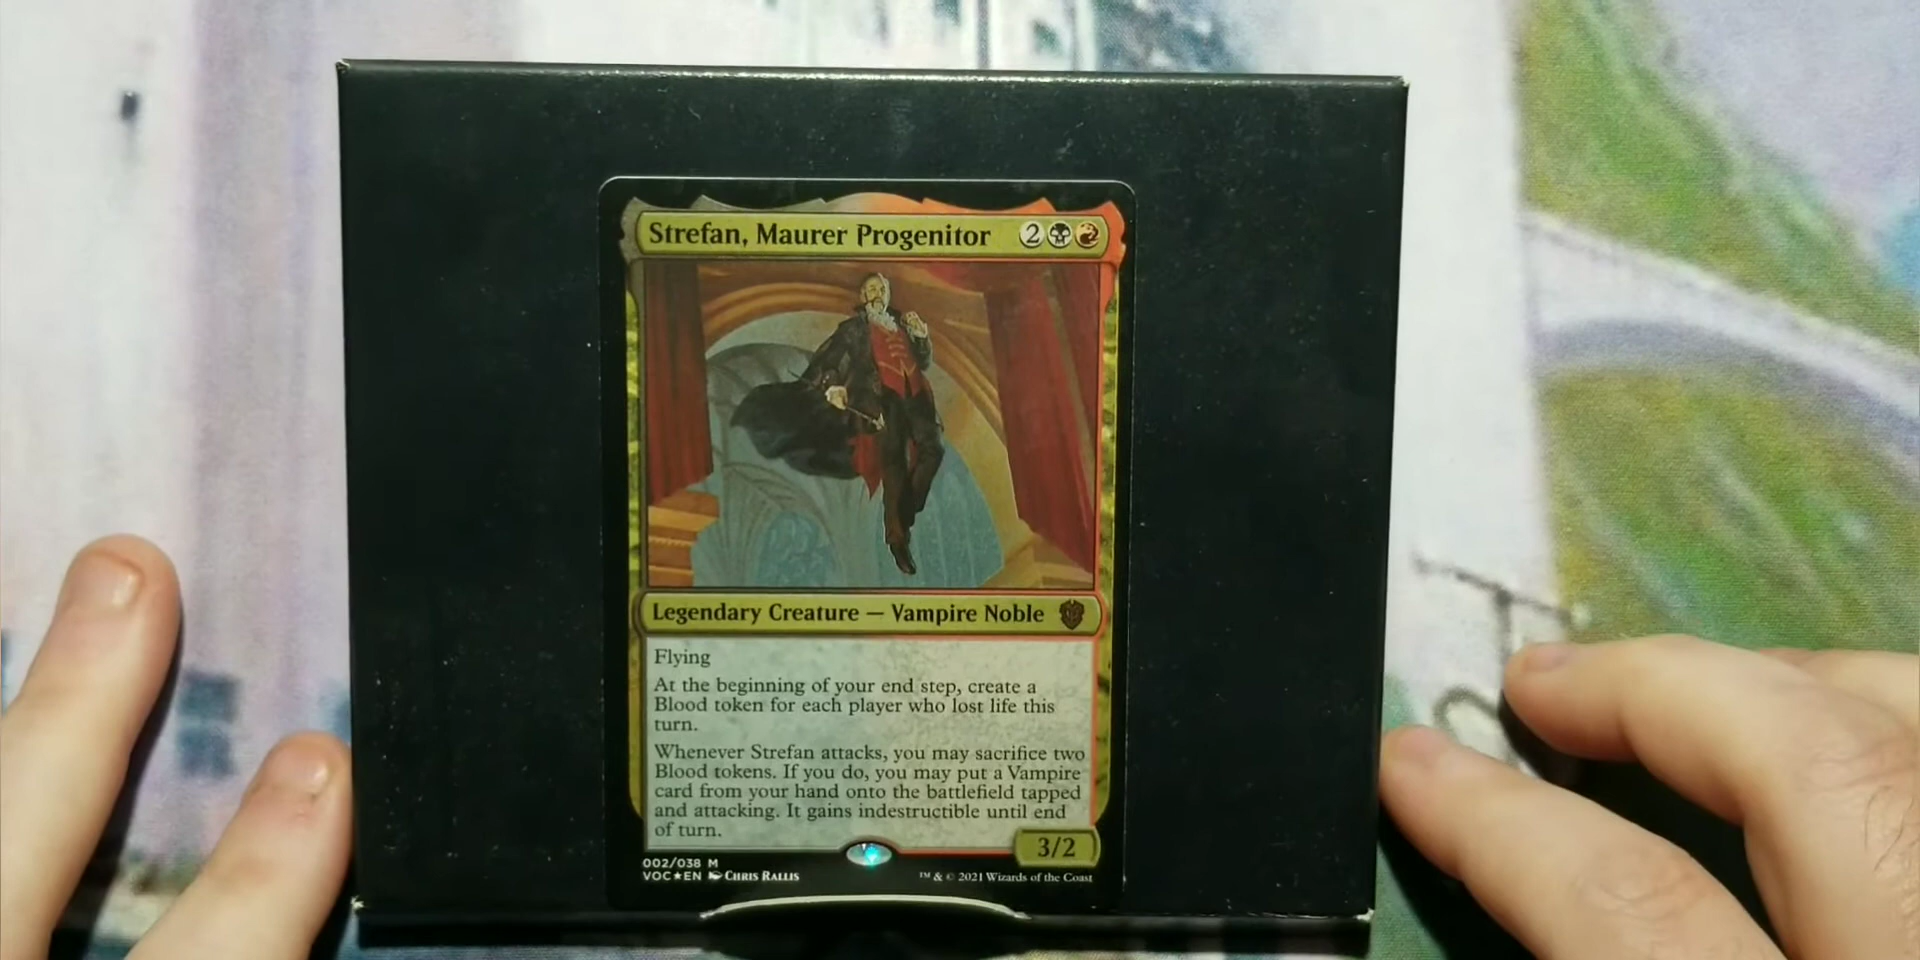 Strefan, Maurer Progenitor 2
Legendary Creature — Vampire Noble
Flying
At the beginning of your end step, create a
Blood token for each player who lost life this
turn.
Whenever Strefan attacks, you may sacrifice two
Blood tokens. If you do, you may put a Vampire
card from your hand onto the battlefield tapped
and attacking. It gains indestructible until end
of turn.
3/2
002/038 M
VOC★EN Chris Rallis
™ & © 2021 Wizards of the Coast